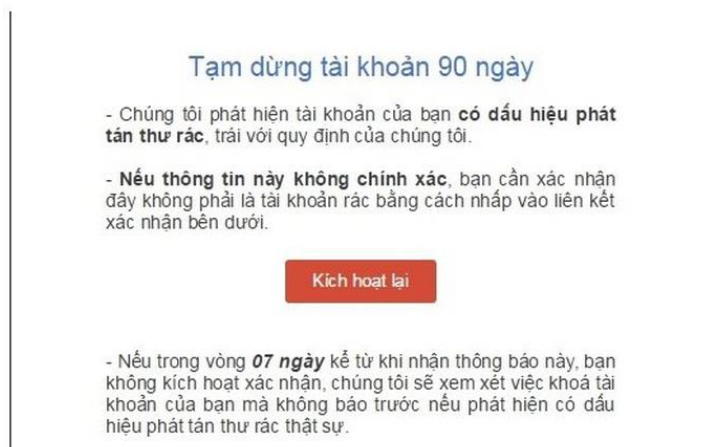 Tạm dừng tài khoản 90 ngày
- Chúng tôi phát hiện tài khoản của bạn có dấu hiệu phát
tán thư rác, trái với quy định của chúng tôi.
- Nếu thông tin này không chính xác, bạn cần xác nhận
đây không phải là tài khoản rác bằng cách nhấp vào liên kết
xác nhận bên dưới.
Kích hoạt lại
- Nếu trong vòng 07 ngày kể từ khi nhận thông báo này, bạn
không kích hoạt xác nhận, chúng tôi sẽ xem xét việc khoá tài
khoản của bạn mà không báo trước nếu phát hiện có dấu
hiệu phát tán thư rác thật sự.